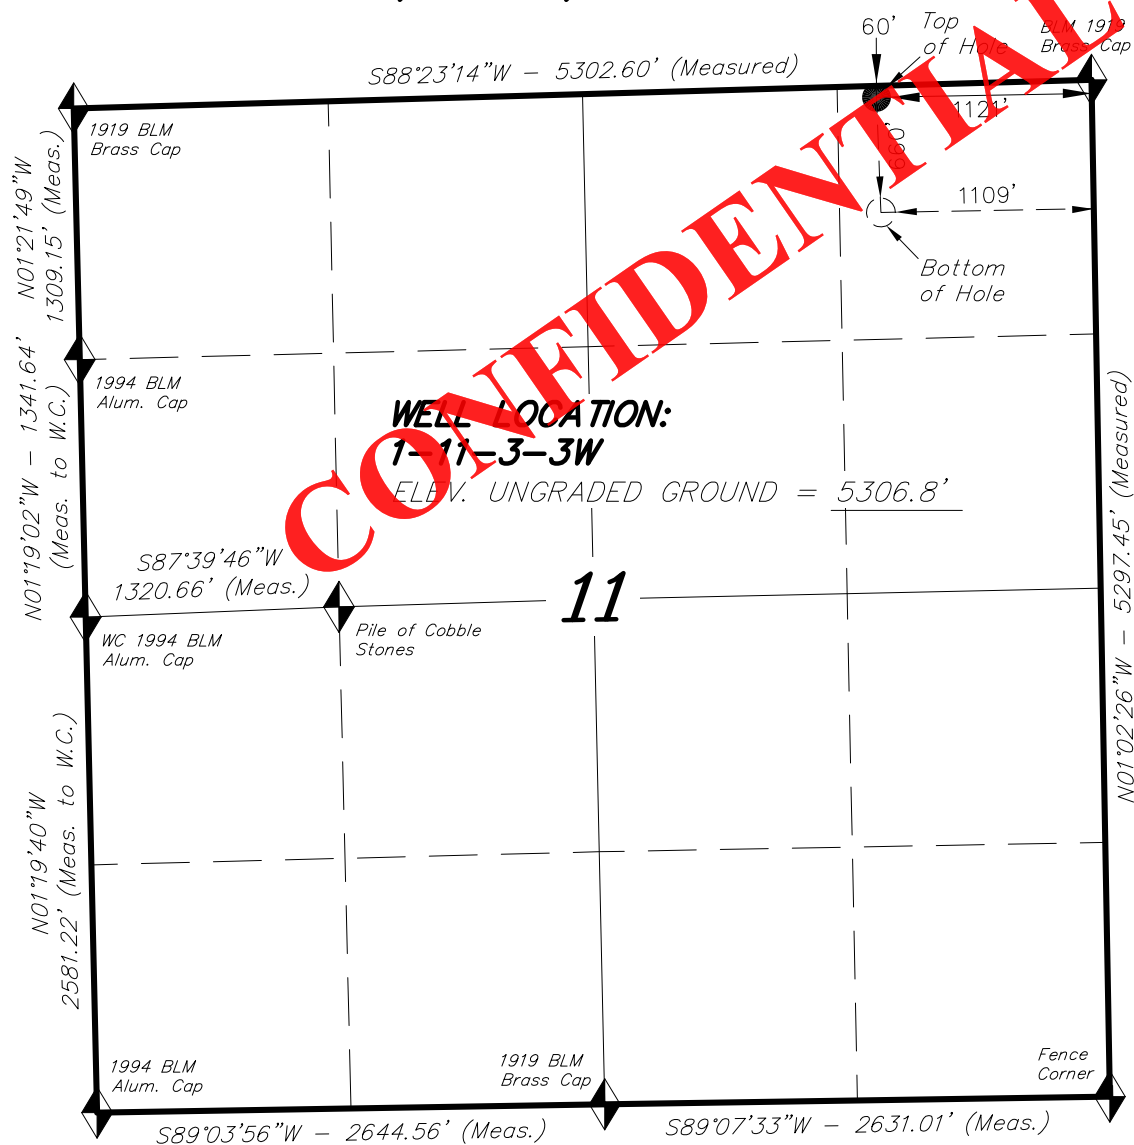 60'
Top
of Hole
BLM 1919
Brass Cap
S88°23'14"W - 5302.60' (Measured)
1121'
1919 BLM
Brass Cap
660'
1109'
N01°21'49"W
1309.15' (Meas.)
Bottom
of Hole
1994 BLM
Alum. Cap
N01°19'02"W - 1341.64'
(Meas. to W.C.)
WELL LOCATION:
1-11-3-3W
ELEV. UNGRADED GROUND = 5306.8'
CONFIDENTIAL
N01°02'26"W - 5297.45' (Measured)
S87°39'46"W
1320.66' (Meas.)
11
WC 1994 BLM
Alum. Cap
Pile of Cobble
Stones
N01°19'40"W
2581.22' (Meas. to W.C.)
1994 BLM
Alum. Cap
1919 BLM
Brass Cap
Fence
Corner
S89°03'56"W - 2644.56' (Meas.)
S89°07'33"W - 2631.01' (Meas.)